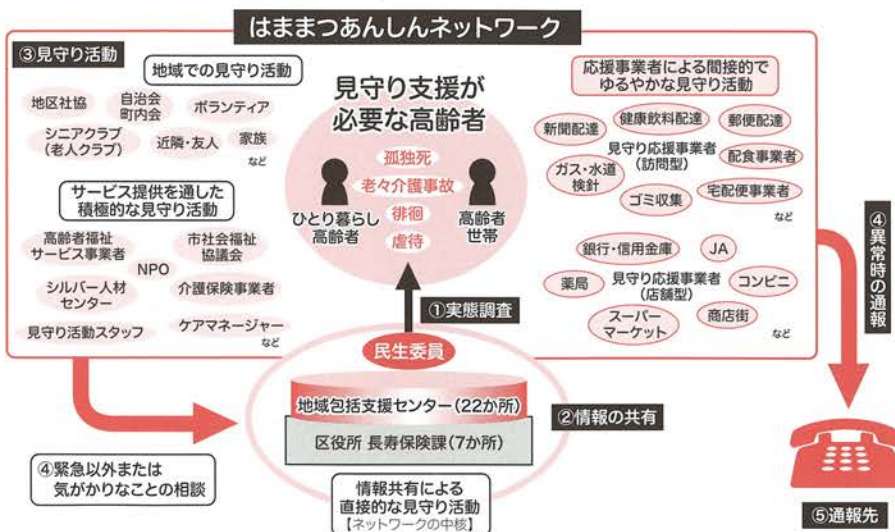 はままつあんしんネットワーク
③見守り活動
地域での見守り活動
地区社協
自治会
町内会
ボランティア
シニアクラブ
(老人クラブ)
近隣・友人
家族
など
サービス提供を通した
積極的な見守り活動
高齢者福祉
サービス事業者
市社会福祉
協議会
NPO
シルバー人材
センター
介護保険事業者
見守り活動スタッフ
ケアマネージャー
など
見守り支援が
必要な高齢者
孤独死
老々介護事故
徘徊
虐待
ひとり暮らし
高齢者
高齢者
世帯
応援事業者による間接的で
ゆるやかな見守り活動
新聞配達
健康飲料配達
郵便配達
見守り応援事業者
(訪問型)
ガス・水道
検針
配食事業者
ゴミ収集
宅配便事業者
など
銀行・信用金庫
JA
薬局
見守り応援事業者
(店舗型)
コンビニ
スーパー
マーケット
商店街
など
④異常時の通報
①実態調査
民生委員
地域包括支援センター(22か所)
区役所 長寿保険課(7か所)
②情報の共有
④緊急以外または
気がかりなことの相談
情報共有による
直接的な見守り活動
【ネットワークの中核】
⑤通報先